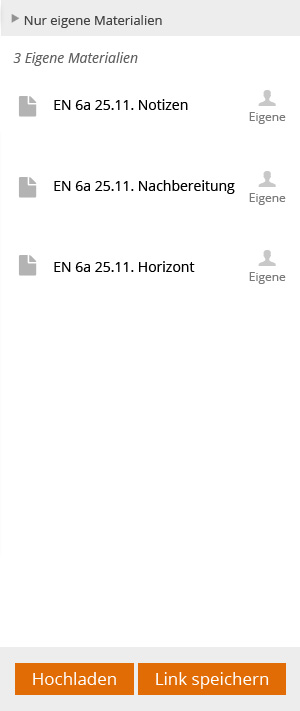 Nur eigene Materialien
3 Eigene Materialien
EN 6a 25.11. Notizen
Eigene
EN 6a 25.11. Nachbereitung
Eigene
EN 6a 25.11. Horizont
Eigene
Hochladen
Link speichern